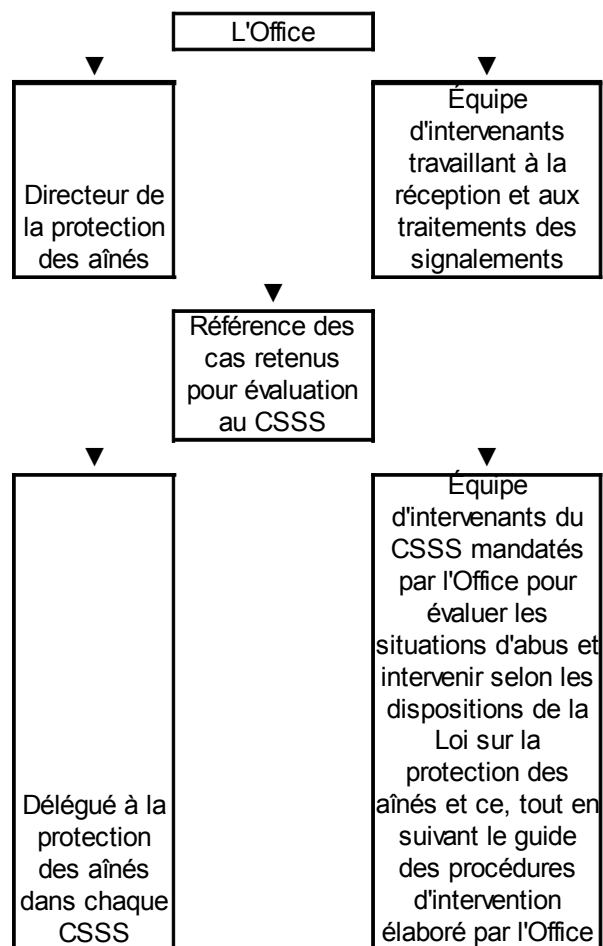 L'Office
▼
▼
Directeur de
la protection
des aînés
Équipe
d'intervenants
travaillant à la
réception et aux
traitements des
signalements
▼
Référence des
cas retenus
pour évaluation
au CSSS
▼
▼
Délégué à la
protection
des aînés
dans chaque
CSSS
Équipe
d'intervenants du
CSSS mandatés
par l'Office pour
évaluer les
situations d'abus et
intervenir selon les
dispositions de la
Loi sur la
protection des
aînés et ce, tout en
suivant le guide
des procédures
d'intervention
élaboré par l'Office